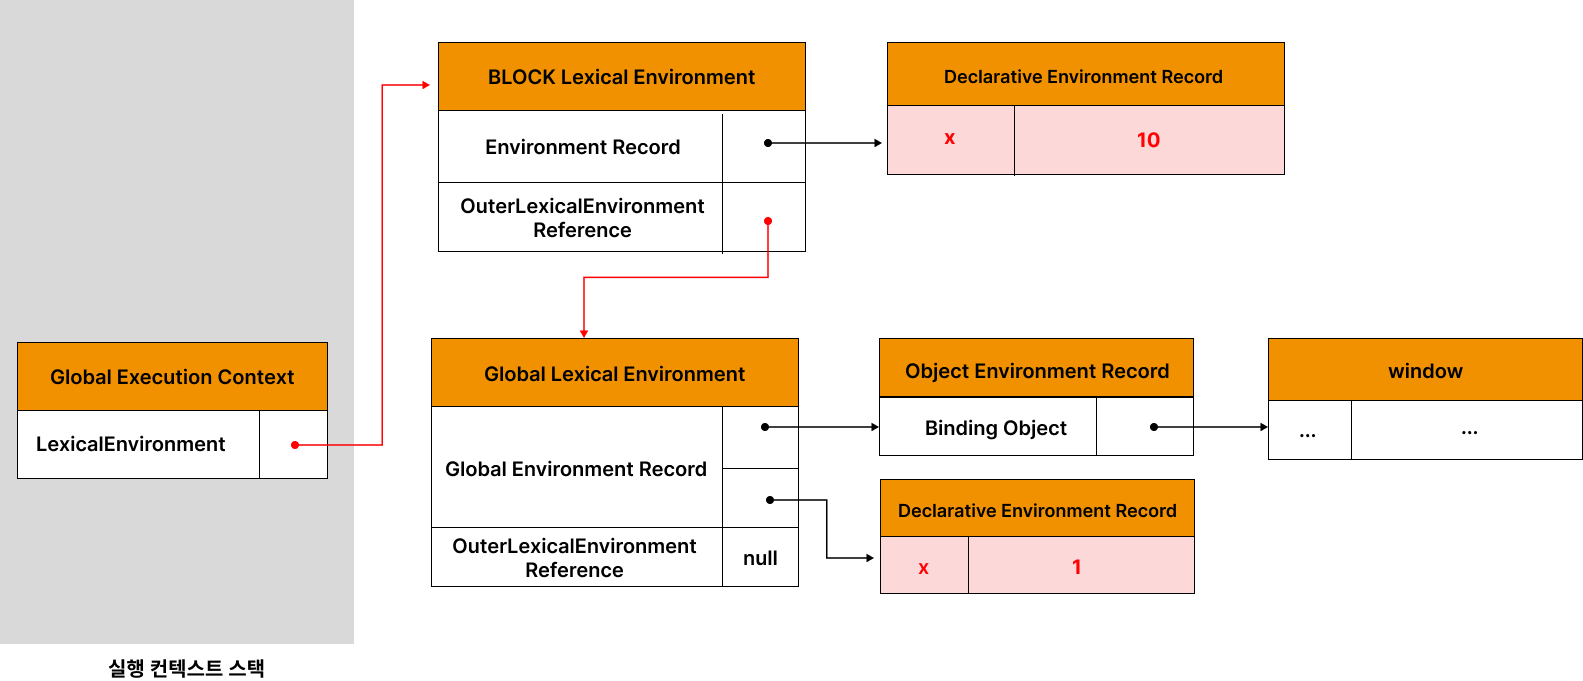 BLOCK Lexical Environment
Environment Record
OuterLexicalEnvironment
Reference
Declarative Environment Record
x
10
Global Execution Context
LexicalEnvironment
Global Lexical Environment
Global Environment Record
OuterLexicalEnvironment
Reference
null
Object Environment Record
Binding Object
window
...
...
Declarative Environment Record
x
1
실행 컨텍스트 스택